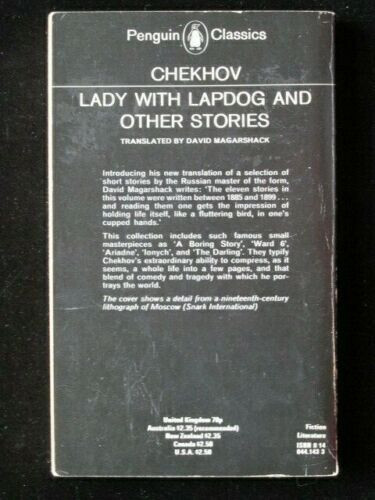 Penguin Classics
CHEKHOV
LADY WITH LAPDOG AND
OTHER STORIES
TRANSLATED BY DAVID MAGARSHACK
Introducing his new translation of a selection of
short stories by the Russian master of the form,
David Magarshack writes: 'The eleven stories in
this volume were written between 1885 and 1899 . . .
and reading them one gets the impression of
holding life itself, like a fluttering bird, in one's
cupped hands.'
This collection includes such famous small
masterpieces as 'A Boring Story', 'Ward 6',
'Ariadne', 'Ionych', and 'The Darling'. They typify
Chekhov's extraordinary ability to compress, as it
seems, a whole life into a few pages, and that
blend of comedy and tragedy with which he por-
trays the world.
The cover shows a detail from a nineteenth-century
lithograph of Moscow (Snark International)
United Kingdom 70p
Australia $2.35 (recommended)
New Zealand $2.35
Canada $2.50
U.S.A. $2.50
Fiction
Literature
ISBN 0 14
044.143 3